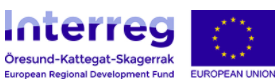 Interreg
Öresund-Kattegat-Skagerrak
European Regional Development Fund
EUROPEAN UNION